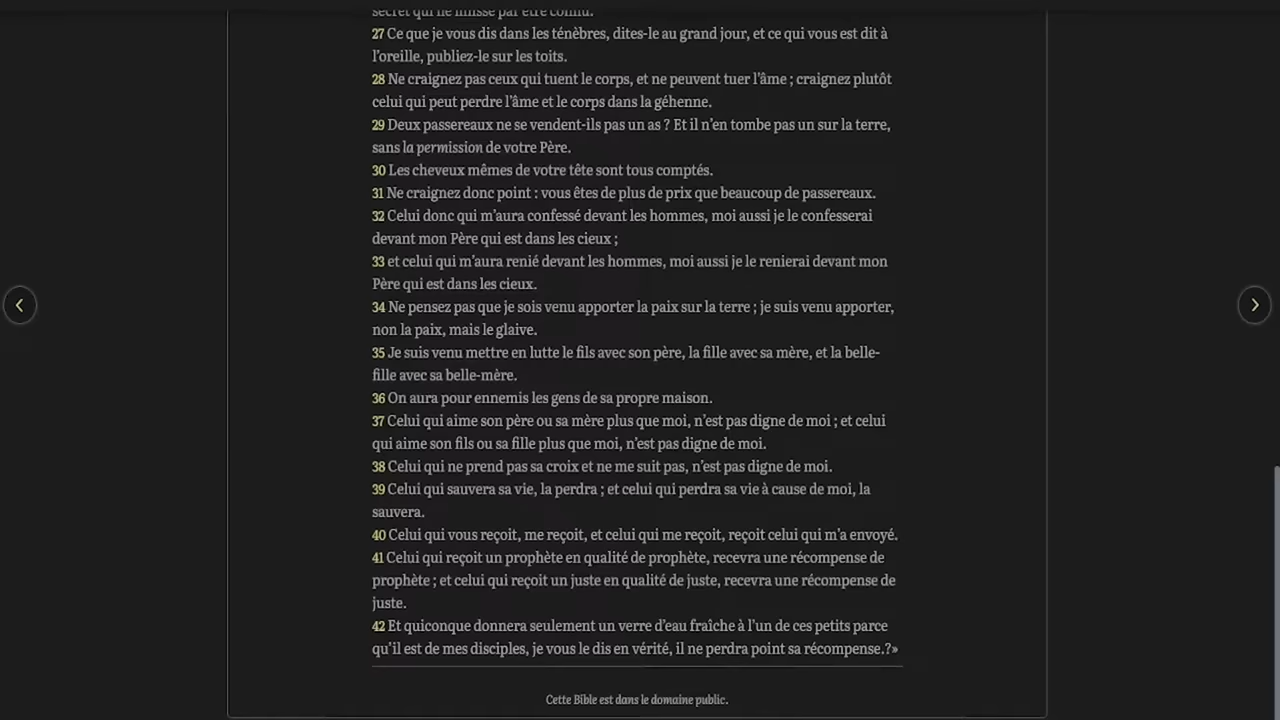 secret qui ne finisse par être connu.
27 Ce que je vous dis dans les ténèbres, dites-le au grand jour, et ce qui vous est dit à
l’oreille, publiez-le sur les toits.
28 Ne craignez pas ceux qui tuent le corps, et ne peuvent tuer l’âme ; craignez plutôt
celui qui peut perdre l’âme et le corps dans la géhenne.
29 Deux passereaux ne se vendent-ils pas un as ? Et il n’en tombe pas un sur la terre,
sans la permission de votre Père.
30 Les cheveux mêmes de votre tête sont tous comptés.
31 Ne craignez donc point : vous êtes de plus de prix que beaucoup de passereaux.
32 Celui donc qui m’aura confessé devant les hommes, moi aussi je le confesserai
devant mon Père qui est dans les cieux ;
33 et celui qui m’aura renié devant les hommes, moi aussi je le renierai devant mon
Père qui est dans les cieux.
34 Ne pensez pas que je sois venu apporter la paix sur la terre ; je suis venu apporter,
non la paix, mais le glaive.
35 Je suis venu mettre en lutte le fils avec son père, la fille avec sa mère, et la belle-
fille avec sa belle-mère.
36 On aura pour ennemis les gens de sa propre maison.
37 Celui qui aime son père ou sa mère plus que moi, n’est pas digne de moi ; et celui
qui aime son fils ou sa fille plus que moi, n’est pas digne de moi.
38 Celui qui ne prend pas sa croix et ne me suit pas, n’est pas digne de moi.
39 Celui qui sauvera sa vie, la perdra ; et celui qui perdra sa vie à cause de moi, la
sauvera.
40 Celui qui vous reçoit, me reçoit, et celui qui me reçoit, reçoit celui qui m’a envoyé.
41 Celui qui reçoit un prophète en qualité de prophète, recevra une récompense de
prophète ; et celui qui reçoit un juste en qualité de juste, recevra une récompense de
juste.
42 Et quiconque donnera seulement un verre d’eau fraîche à l’un de ces petits parce
qu’il est de mes disciples, je vous le dis en vérité, il ne perdra point sa récompense.?»
Cette Bible est dans le domaine public.